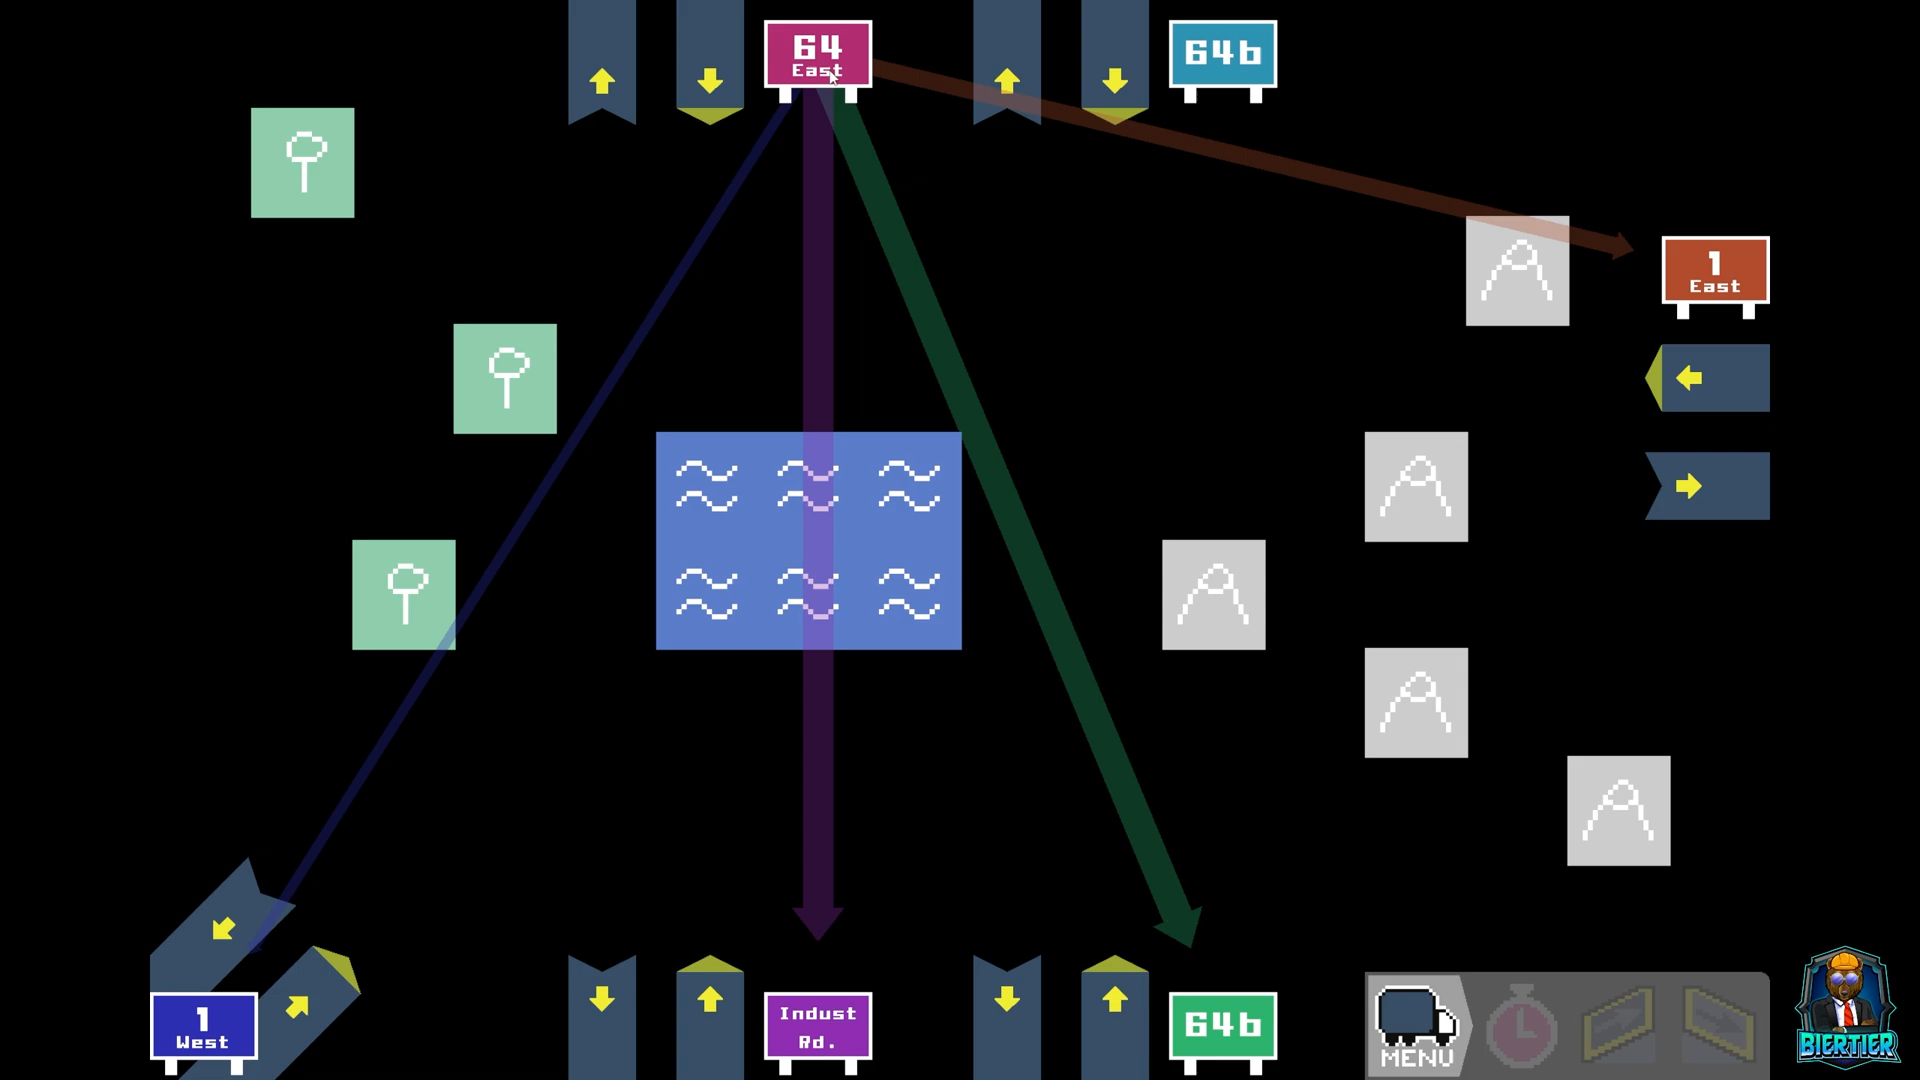 64
East
64b
1
East
1
West
Indust
Rd.
64b
MENU
BIERTIER